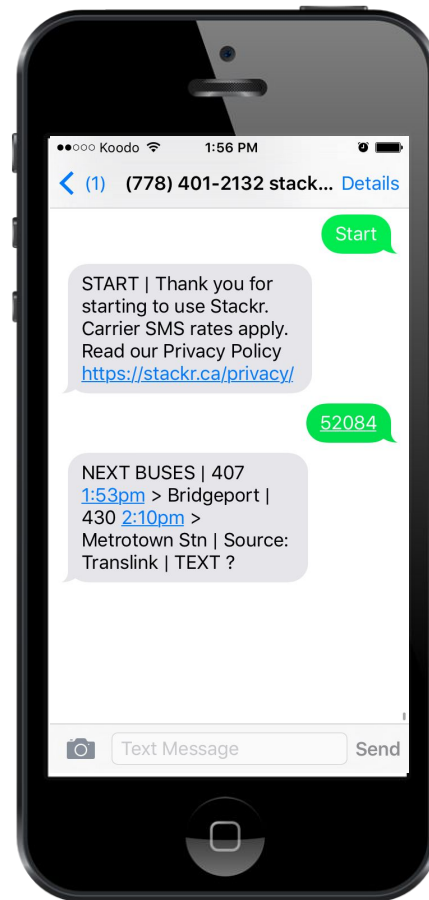 Koodo 1:56 PM
(1) (778) 401-2132 stack... Details
Start
START | Thank you for
starting to use Stackr.
Carrier SMS rates apply.
Read our Privacy Policy
https://stackr.ca/privacy/
52084
NEXT BUSES | 407
1:53pm > Bridgeport |
430 2:10pm >
Metrotown Stn | Source:
Translink | TEXT ?
Text Message Send